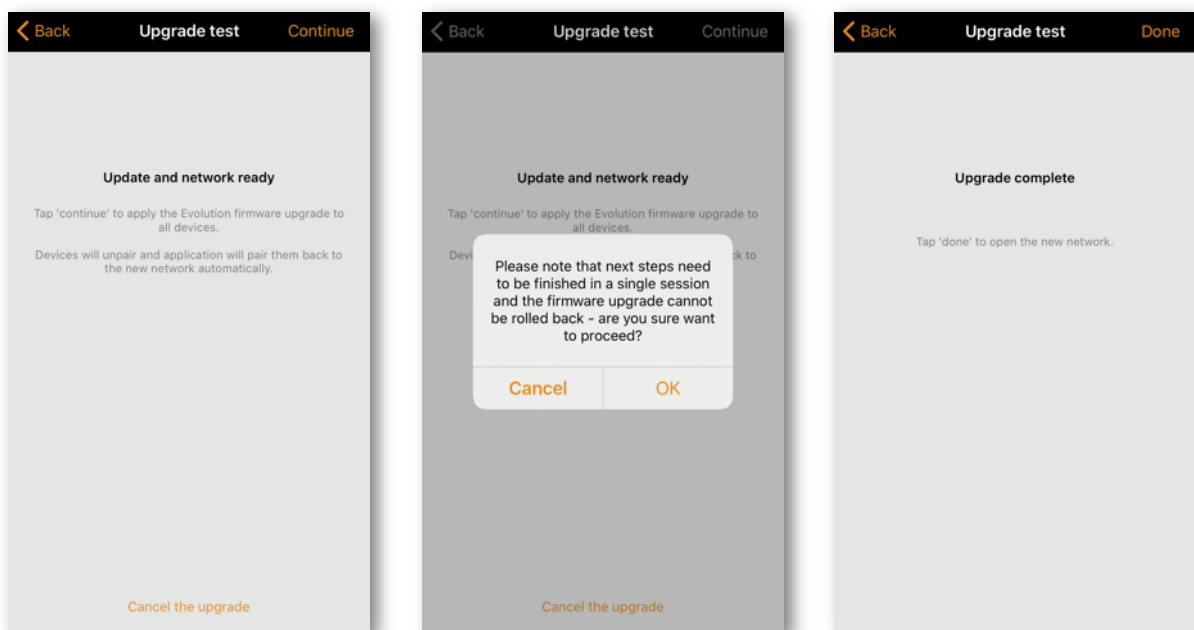 Back Upgrade test Continue
Update and network ready
Tap 'continue' to apply the Evolution firmware upgrade to
all devices.
Devices will unpair and application will pair them back to
the new network automatically.
Cancel the upgrade
Back Upgrade test Continue
Update and network ready
Tap 'continue' to apply the Evolution firmware upgrade to
all devices.
Devi ck to
Please note that next steps need
to be finished in a single session
and the firmware upgrade cannot
be rolled back - are you sure want
to proceed?
Cancel OK
Cancel the upgrade
Back Upgrade test Done
Upgrade complete
Tap 'done' to open the new network.